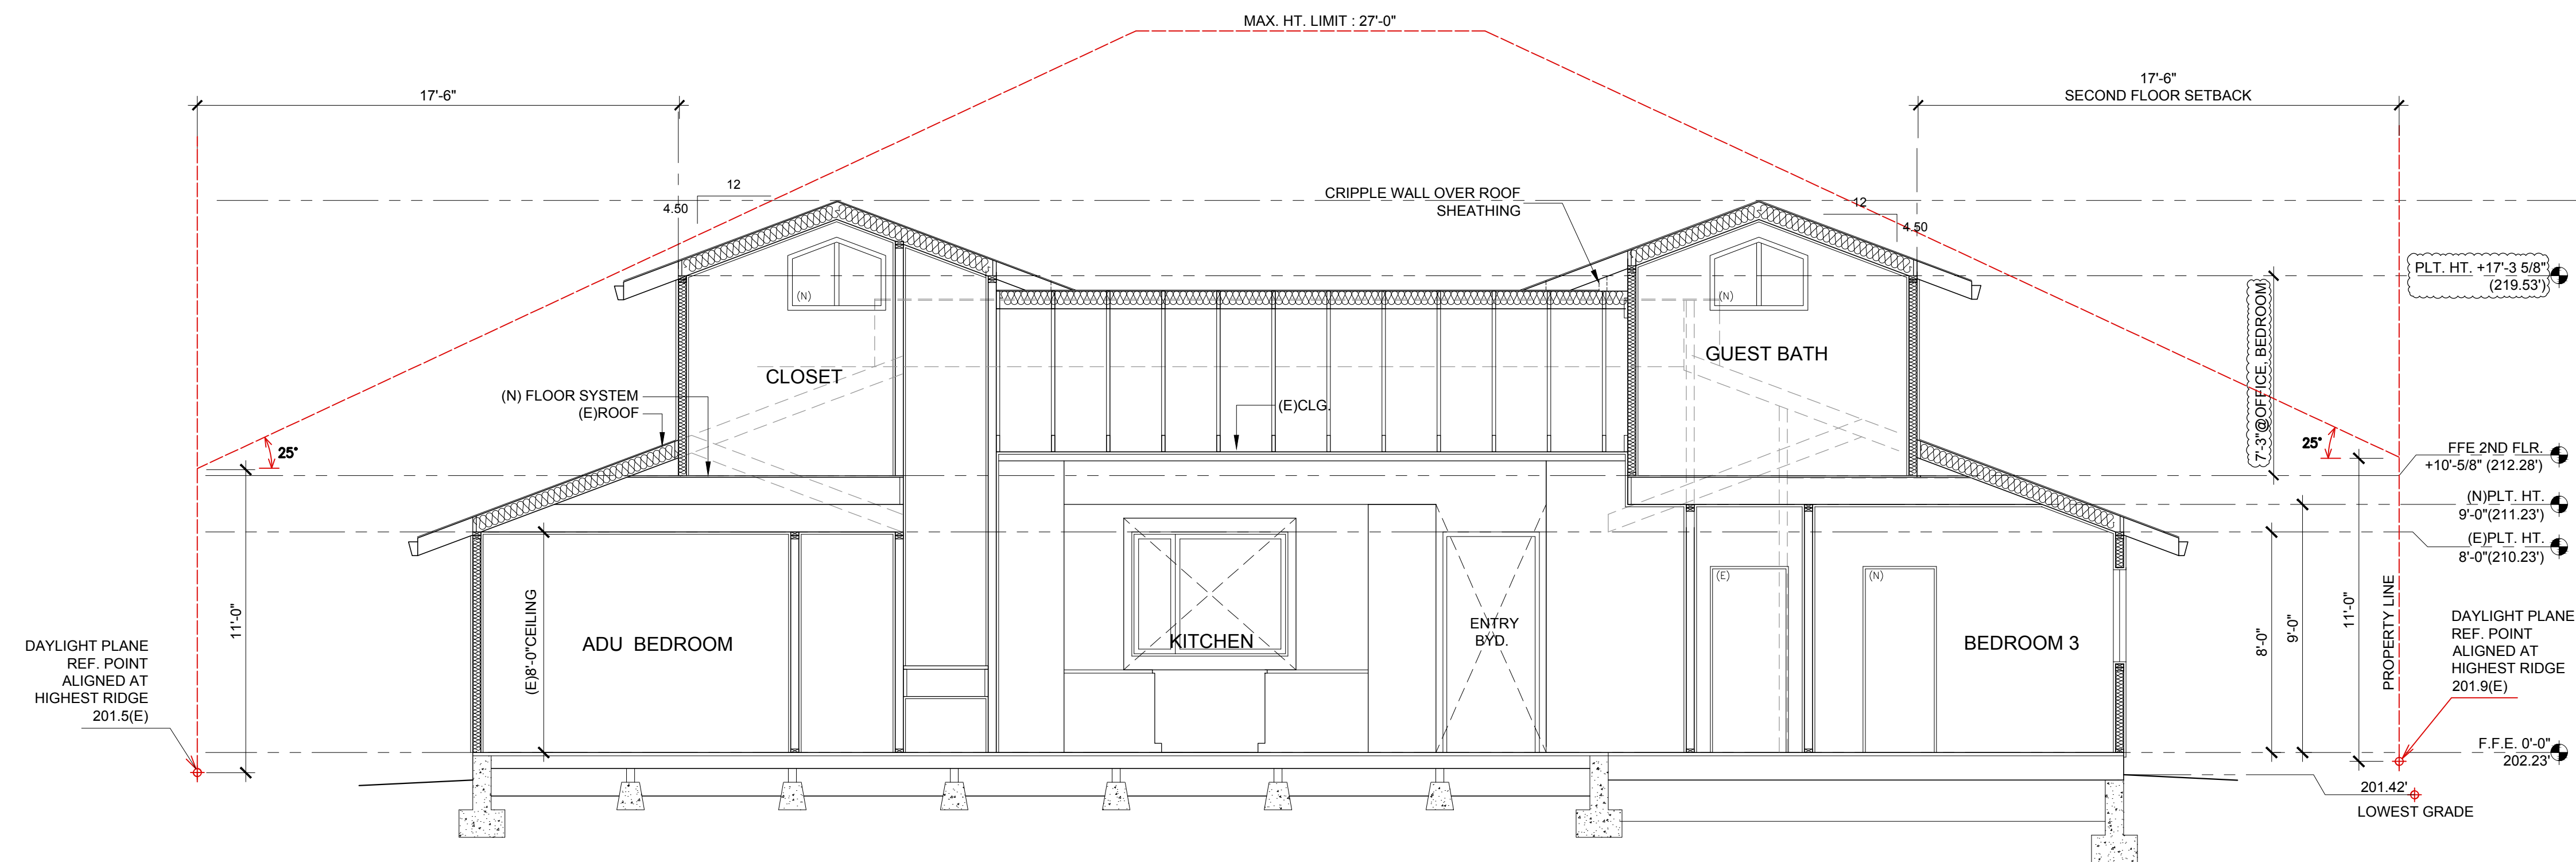 MAX. HT. LIMIT : 27'-0"
17'-6"
17'-6"
SECOND FLOOR SETBACK
12
4.50
CRIPPLE WALL OVER ROOF
SHEATHING
12
4.50
PLT. HT. +17'-3 5/8"
(219.53')
(N)
(N)
7'-3"@OFFICE, BEDROOM
CLOSET
GUEST BATH
(N) FLOOR SYSTEM
(E)ROOF
(E)CLG.
25°
25°
FFE 2ND FLR.
+10'-5/8" (212.28')
(N)PLT. HT.
9'-0"(211.23')
(E)PLT. HT.
8'-0"(210.23')
11'-0"
(E)8'-0"CEILING
ADU BEDROOM
KITCHEN
ENTRY
BYD.
(E)
(N)
BEDROOM 3
8'-0"
9'-0"
11'-0"
PROPERTY LINE
DAYLIGHT PLANE
REF. POINT
ALIGNED AT
HIGHEST RIDGE
201.5(E)
DAYLIGHT PLANE
REF. POINT
ALIGNED AT
HIGHEST RIDGE
201.9(E)
F.F.E. 0'-0"
202.23'
201.42'
LOWEST GRADE